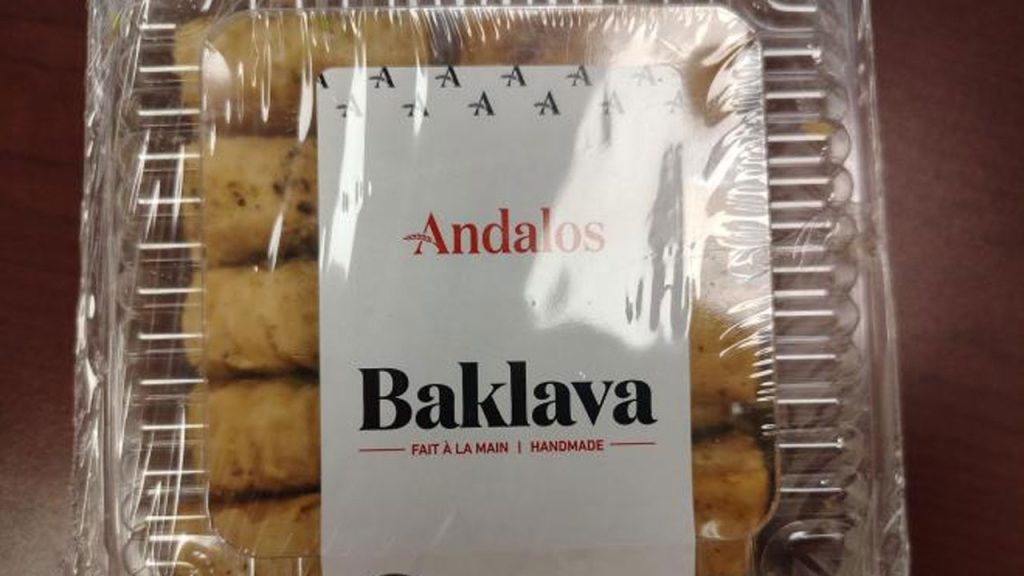 Andalos
Baklava
FAIT À LA MAIN | HANDMADE